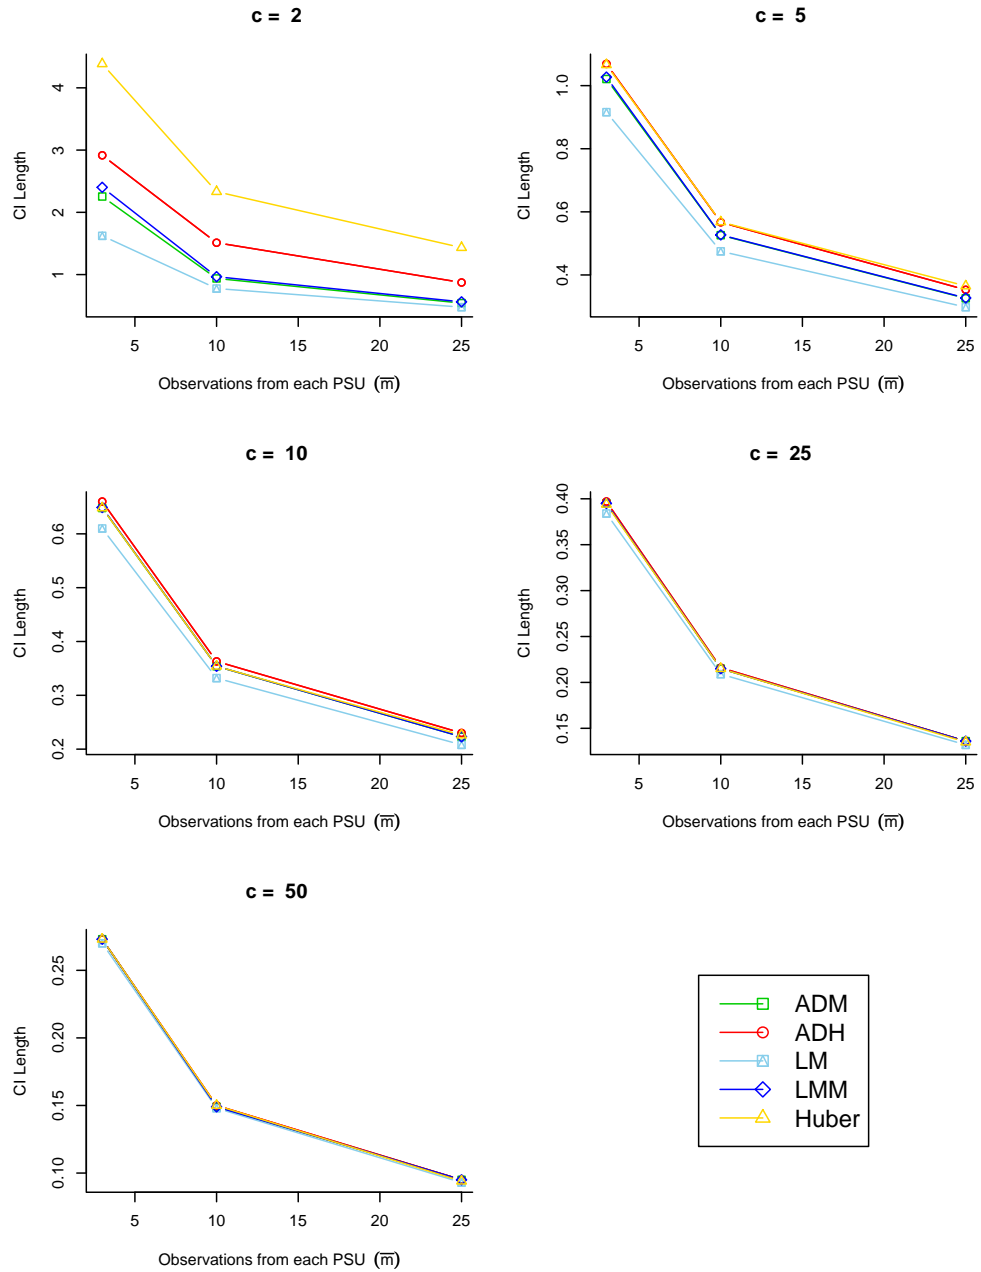 c = 2
CI Length
4
3
2
1
5 10 15 20 25
Observations from each PSU (m̅)
c = 5
CI Length
1.0
0.8
0.6
0.4
5 10 15 20 25
Observations from each PSU (m̅)
c = 10
CI Length
0.6
0.5
0.4
0.3
0.2
5 10 15 20 25
Observations from each PSU (m̅)
c = 25
CI Length
0.40
0.35
0.30
0.25
0.20
0.15
5 10 15 20 25
Observations from each PSU (m̅)
c = 50
CI Length
0.25
0.20
0.15
0.10
5 10 15 20 25
Observations from each PSU (m̅)
ADM
ADH
LM
LMM
Huber